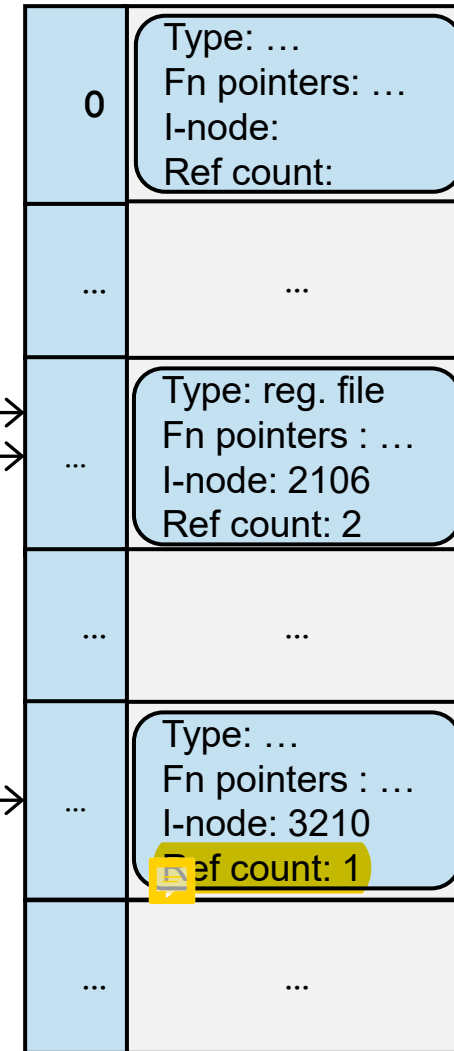 0
Type: …
Fn pointers: …
I-node:
Ref count:
... ...
Type: reg. file
Fn pointers : …
I-node: 2106
Ref count: 2
...
... ...
Type: …
Fn pointers : …
I-node: 3210
Ref count: 1
...
... ...